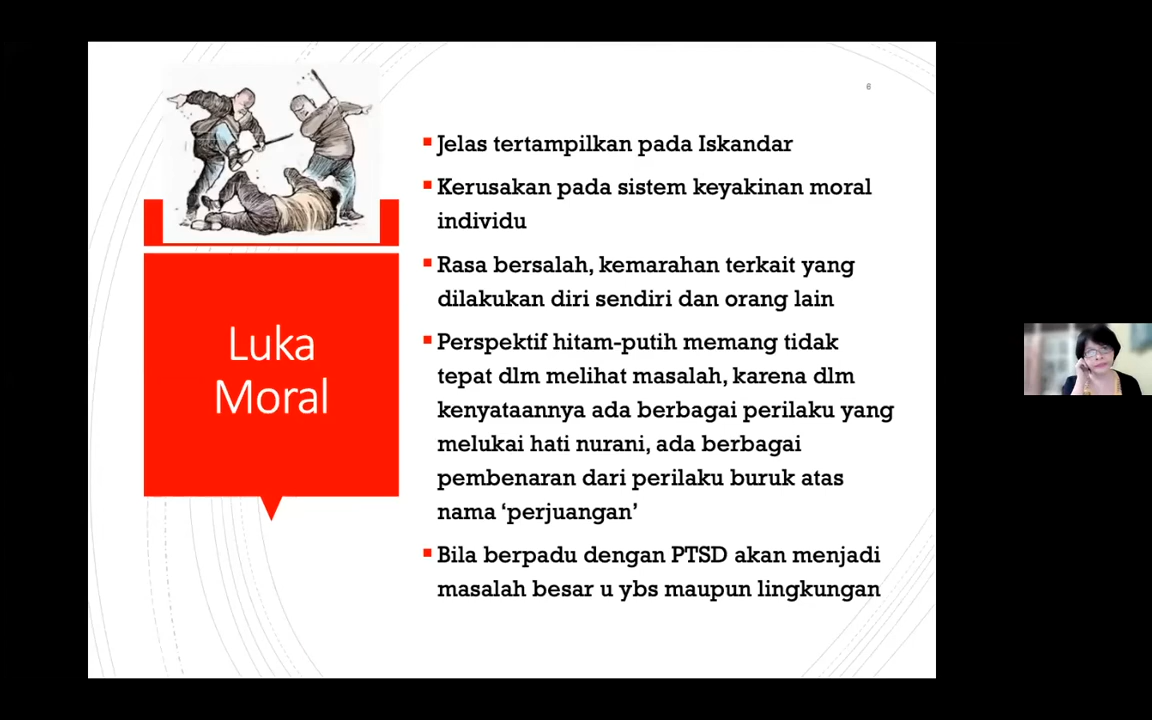 6
Luka
Moral
Jelas tertampilkan pada Iskandar
Kerusakan pada sistem keyakinan moral
individu
Rasa bersalah, kemarahan terkait yang
dilakukan diri sendiri dan orang lain
Perspektif hitam-putih memang tidak
tepat dlm melihat masalah, karena dlm
kenyataannya ada berbagai perilaku yang
melukai hati nurani, ada berbagai
pembenaran dari perilaku buruk atas
nama ‘perjuangan’
Bila berpadu dengan PTSD akan menjadi
masalah besar u ybs maupun lingkungan